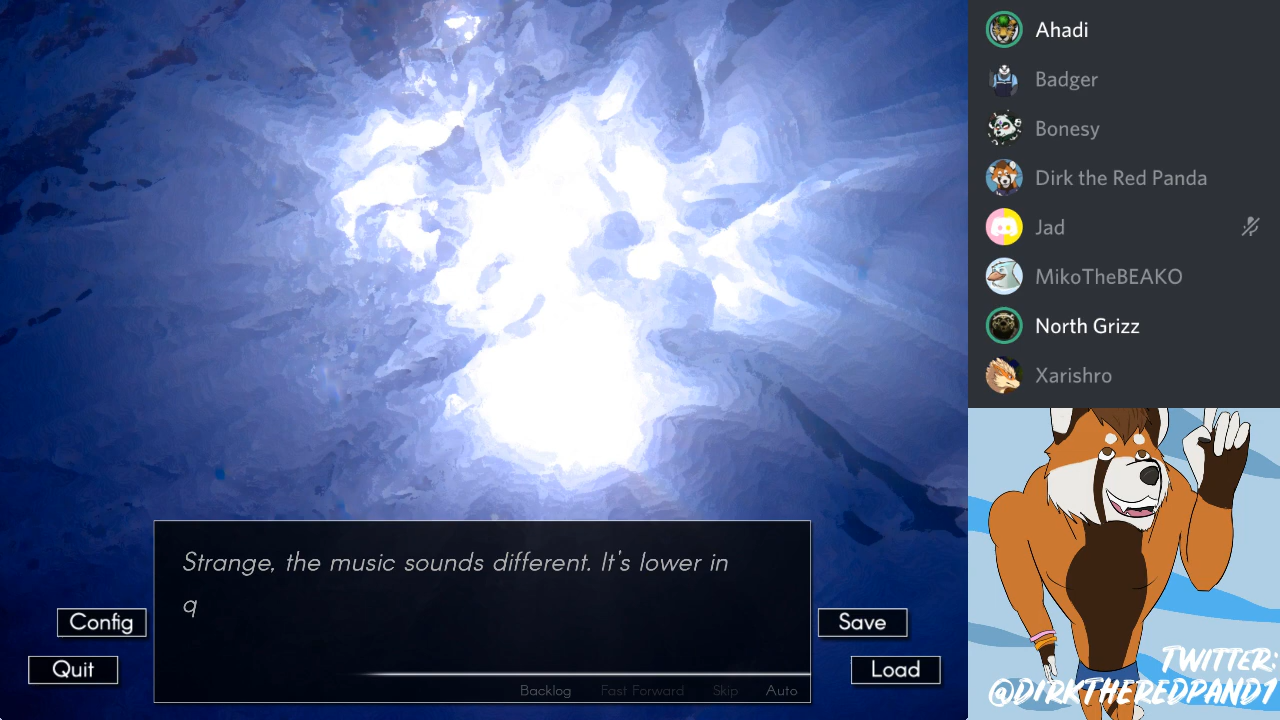 Ahadi
Badger
Bonesy
Dirk the Red Panda
Jad
MikoTheBEAKO
North Grizz
Xarishro
Strange, the music sounds different. It's lower in
q
Config
Save
Quit
Load
Backlog
Fast Forward
Skip
Auto
TWITTER:
@DIRKTHEREDPAND1